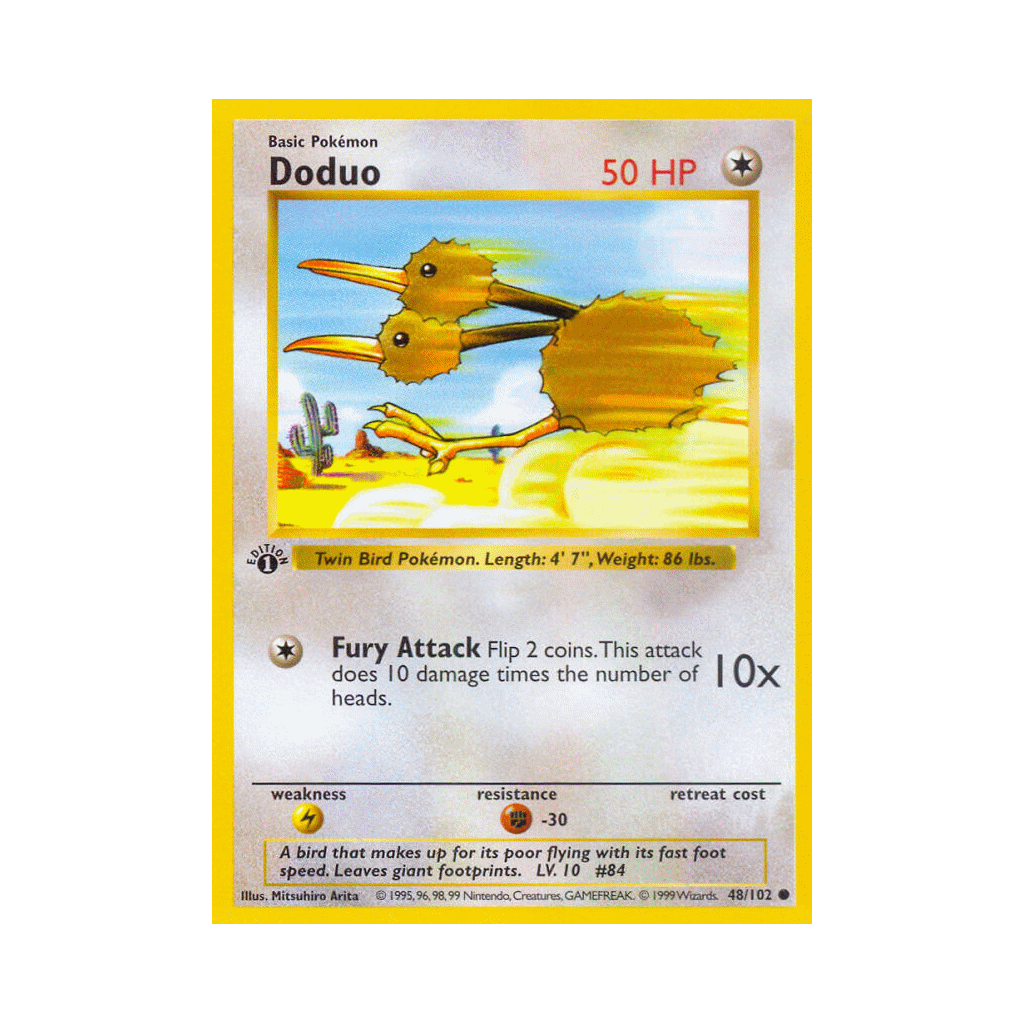 Basic Pokémon
Doduo
50 HP
EDITION
1
Twin Bird Pokémon. Length: 4' 7", Weight: 86 lbs.
Fury Attack Flip 2 coins. This attack
does 10 damage times the number of
heads.
10x
weakness resistance retreat cost
-30
A bird that makes up for its poor flying with its fast foot
speed. Leaves giant footprints. LV. 10 #84
Illus. Mitsuhiro Arita © 1995, 96, 98, 99 Nintendo, Creatures, GAMEFREAK. © 1999 Wizards. 48/102